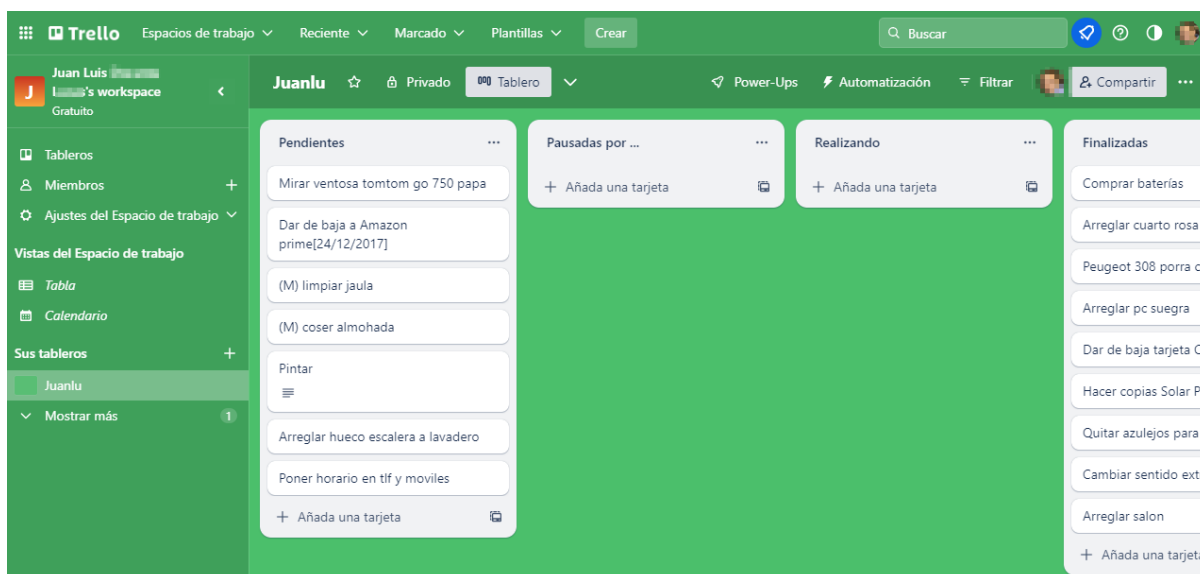 Trello
Espacios de trabajo
Reciente
Marcado
Plantillas
Crear
Buscar
Juan Luis
's workspace
Gratuito
J
Juanlu
Privado
Tablero
Power-Ups
Automatización
Filtrar
Compartir
Tableros
Miembros
Ajustes del Espacio de trabajo
Vistas del Espacio de trabajo
Tabla
Calendario
Sus tableros
Juanlu
Mostrar más
1
Pendientes
Mirar ventosa tomtom go 750 papa
Dar de baja a Amazon
prime[24/12/2017]
(M) limpiar jaula
(M) coser almohada
Pintar
Arreglar hueco escalera a lavadero
Poner horario en tlf y moviles
Añada una tarjeta
Pausadas por ...
Añada una tarjeta
Realizando
Añada una tarjeta
Finalizadas
Comprar baterías
Arreglar cuarto rosa
Peugeot 308 porra
Arreglar pc suegra
Dar de baja tarjeta
Hacer copias Solar P
Quitar azulejos para
Cambiar sentido ext
Arreglar salon
Añada una tarjeta